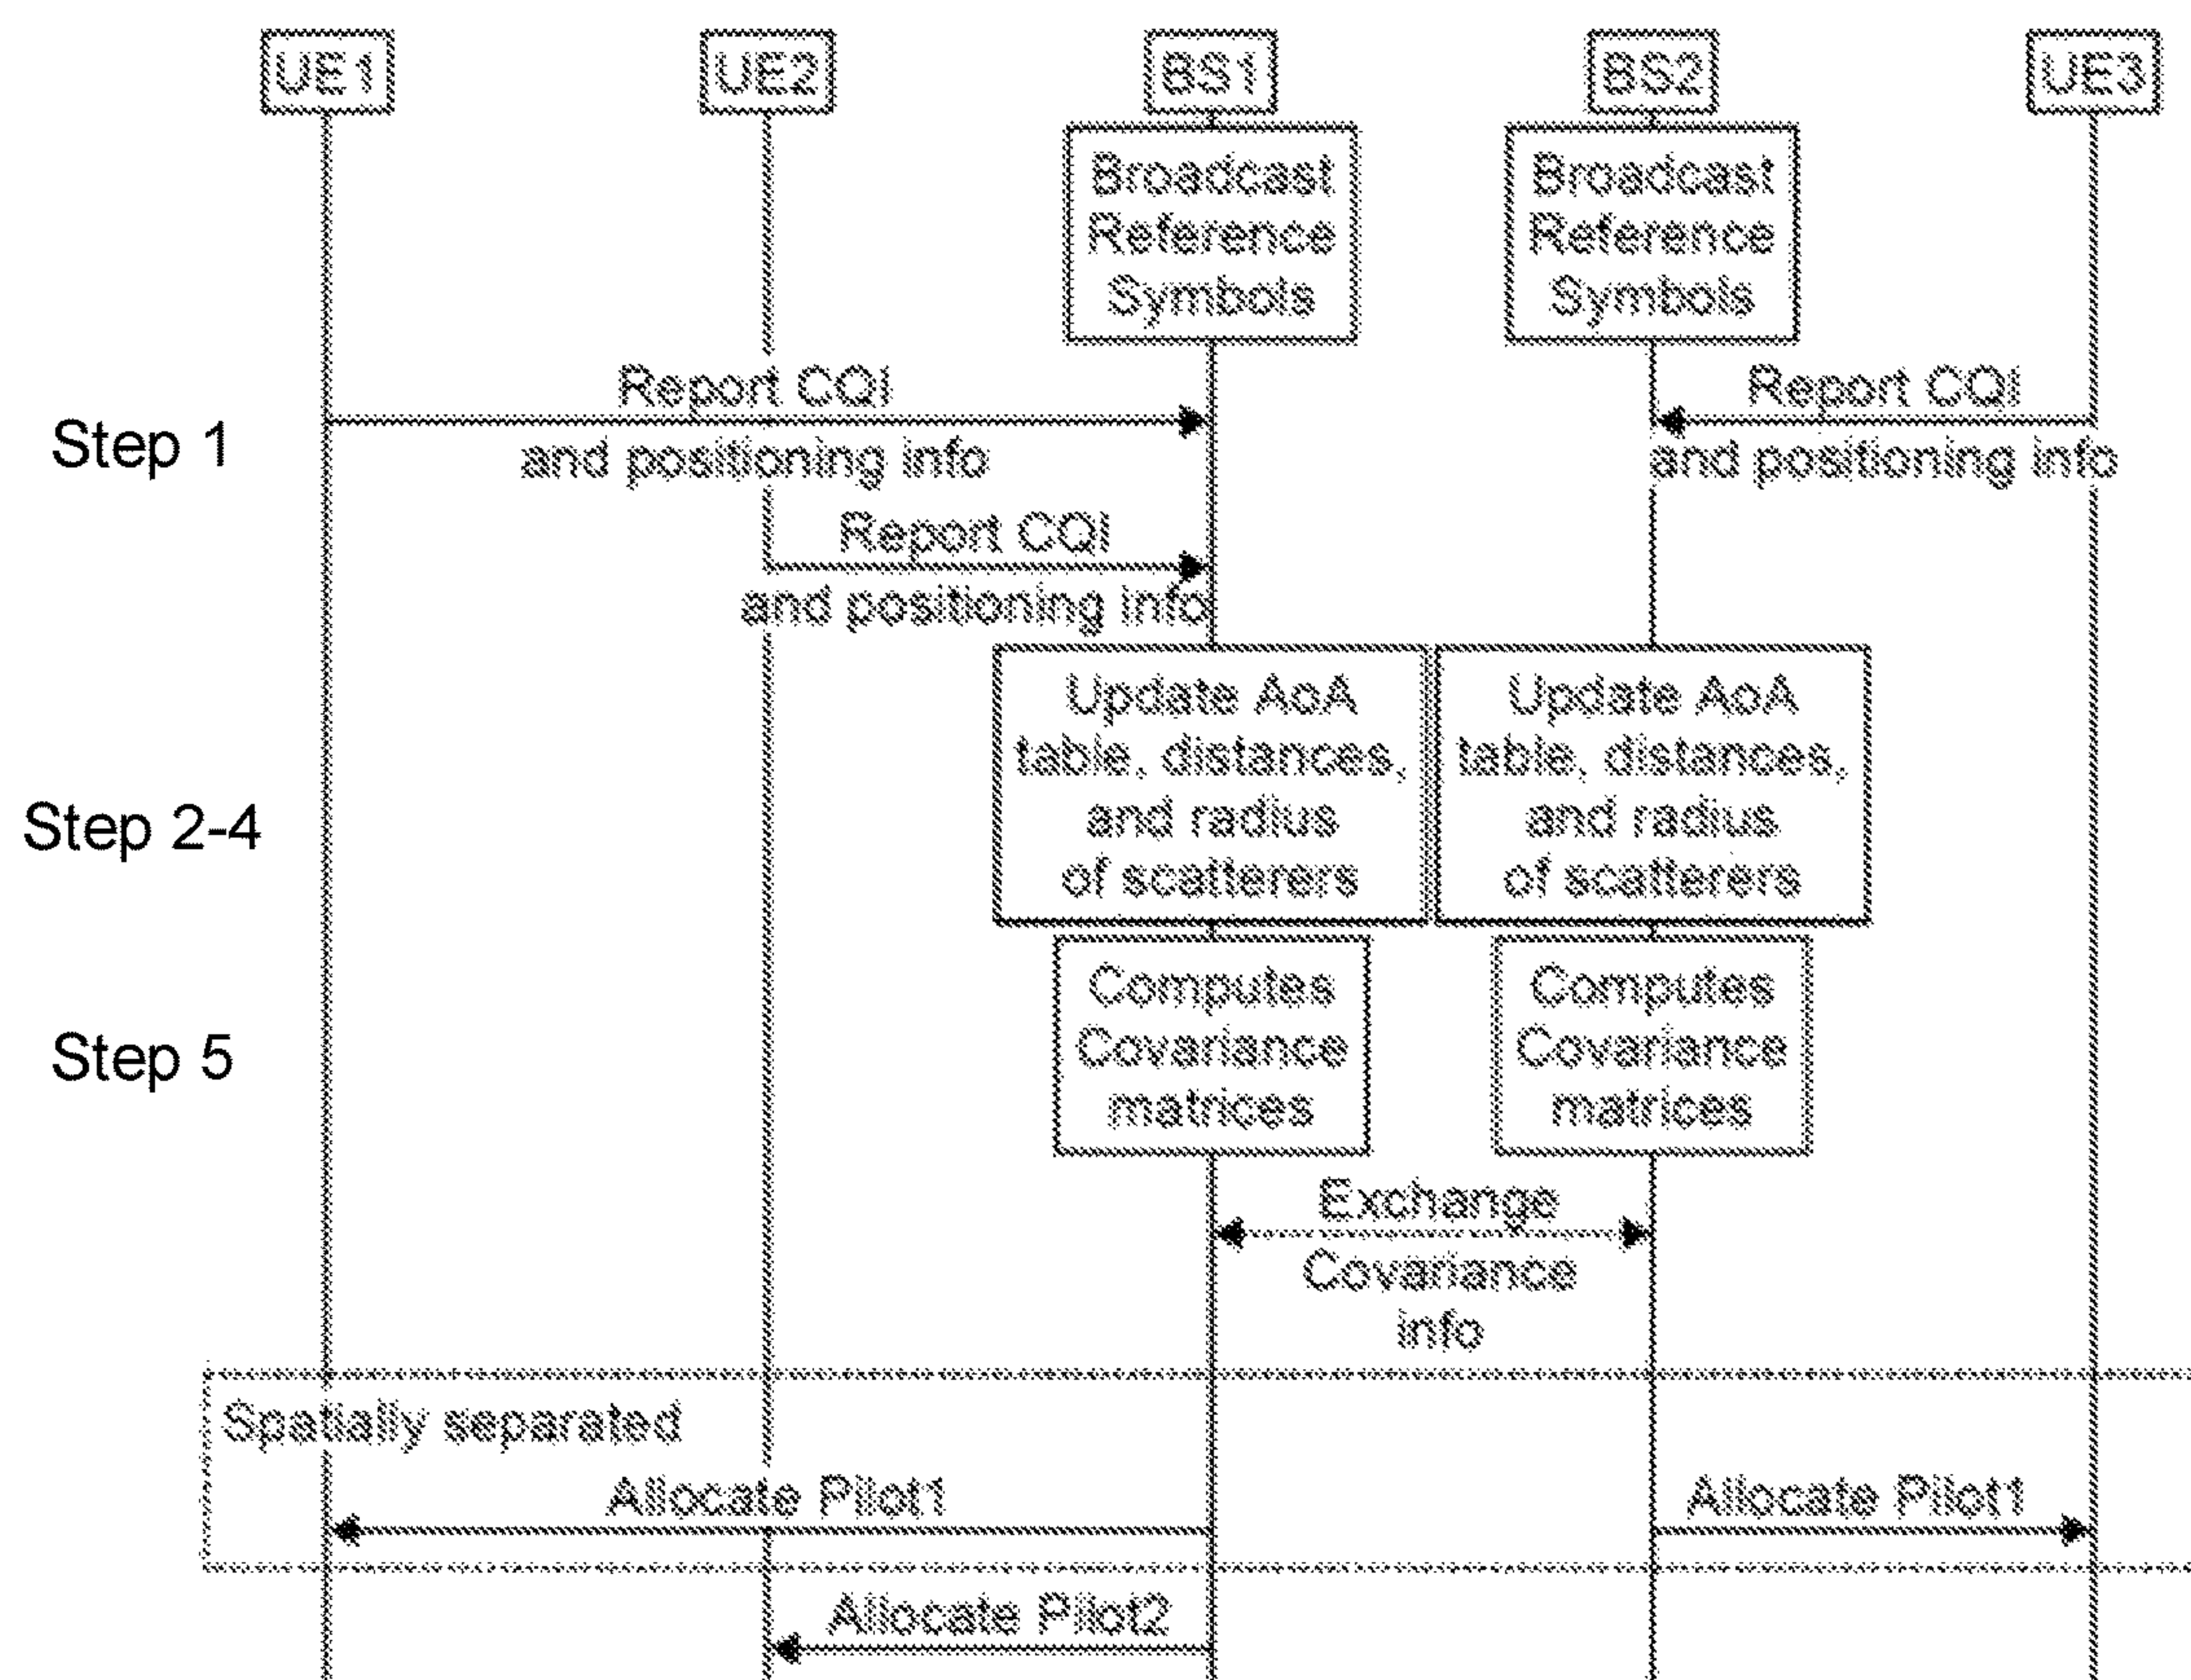 UE1
UE2
BS1
BS2
UE3
Broadcast
Reference
Symbols
Broadcast
Reference
Symbols
Step 1
Report CQI
and positioning info
Report CQI
and positioning info
Report CQI
and positioning info
Step 2-4
Update AoA
table, distances,
and radius
of scatterers
Update AoA
table, distances,
and radius
of scatterers
Step 5
Computes
Covariance
matrices
Computes
Covariance
matrices
Exchange
Covariance
info
Spatially separated
Allocate Pilot1
Allocate Pilot1
Allocate Pilot2